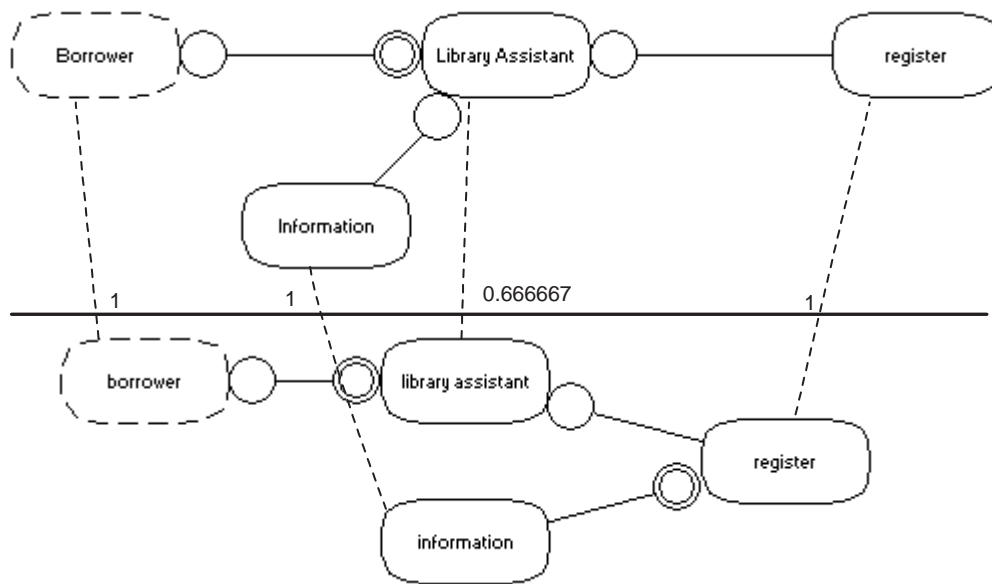 Borrower
Library Assistant
register
Information
1
1
0.666667
1
borrower
library assistant
register
information